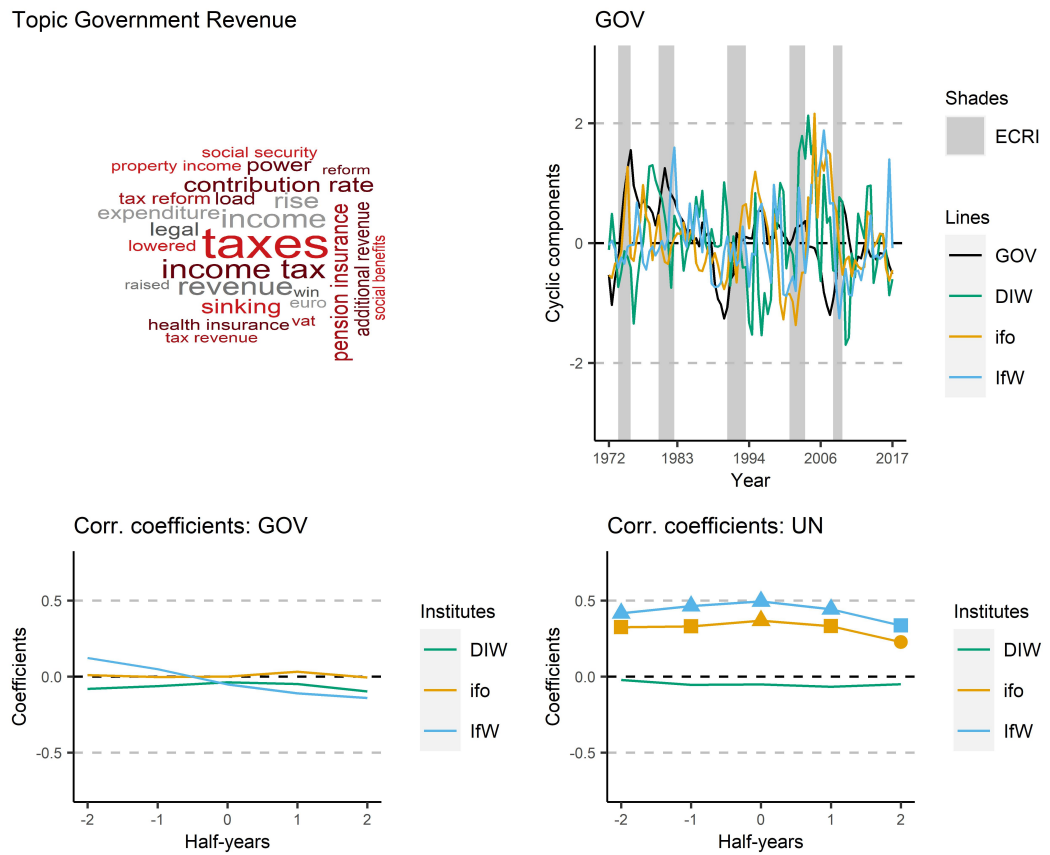 Topic Government Revenue
social security
property income power reform
contribution rate
tax reform load rise
expenditure income
legal
lowered taxes
income tax
raised revenue win
sinking euro
health insurance vat
tax revenue
pension insurance
additional revenue
social benefits
GOV
Cyclic components
2
0
-2
1972 1983 1994 2006 2017
Year
Shades
ECRI
Lines
GOV
DIW
ifo
IfW
Corr. coefficients: GOV
Coefficients
0.5
0.0
-0.5
-2 -1 0 1 2
Half-years
Institutes
DIW
ifo
IfW
Corr. coefficients: UN
Coefficients
0.5
0.0
-0.5
-2 -1 0 1 2
Half-years
Institutes
DIW
ifo
IfW